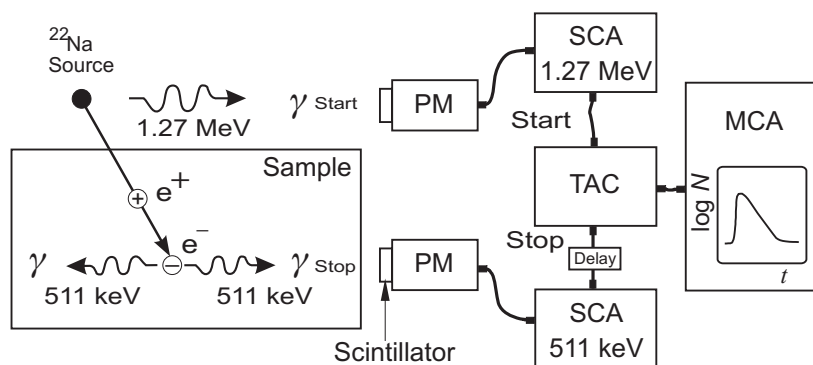 ²²Na
Source
γ Start
1.27 MeV
Sample
+
e⁺
e⁻
−
γ
γ Stop
511 keV
511 keV
PM
PM
Scintillator
SCA
1.27 MeV
Start
TAC
Stop
Delay
SCA
511 keV
MCA
log N
t